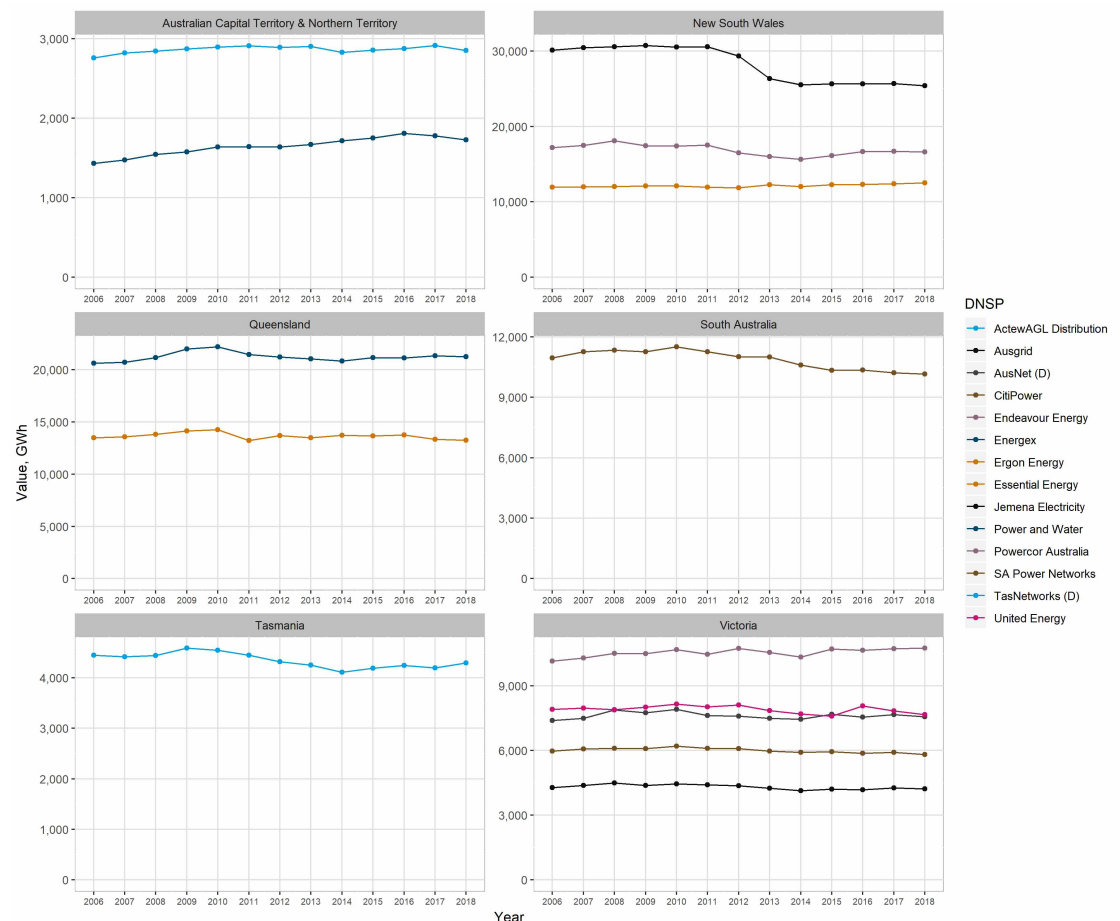 Australian Capital Territory & Northern Territory
3,000
2,000
1,000
0
2006 2007 2008 2009 2010 2011 2012 2013 2014 2015 2016 2017 2018
New South Wales
30,000
20,000
10,000
0
2006 2007 2008 2009 2010 2011 2012 2013 2014 2015 2016 2017 2018
Queensland
20,000
15,000
10,000
5,000
0
2006 2007 2008 2009 2010 2011 2012 2013 2014 2015 2016 2017 2018
South Australia
12,000
9,000
6,000
3,000
0
2006 2007 2008 2009 2010 2011 2012 2013 2014 2015 2016 2017 2018
Tasmania
4,000
3,000
2,000
1,000
0
2006 2007 2008 2009 2010 2011 2012 2013 2014 2015 2016 2017 2018
Victoria
9,000
6,000
3,000
0
2006 2007 2008 2009 2010 2011 2012 2013 2014 2015 2016 2017 2018
Value, GWh
Year
DNSP
ActewAGL Distribution
Ausgrid
AusNet (D)
CitiPower
Endeavour Energy
Energex
Ergon Energy
Essential Energy
Jemena Electricity
Power and Water
Powercor Australia
SA Power Networks
TasNetworks (D)
United Energy